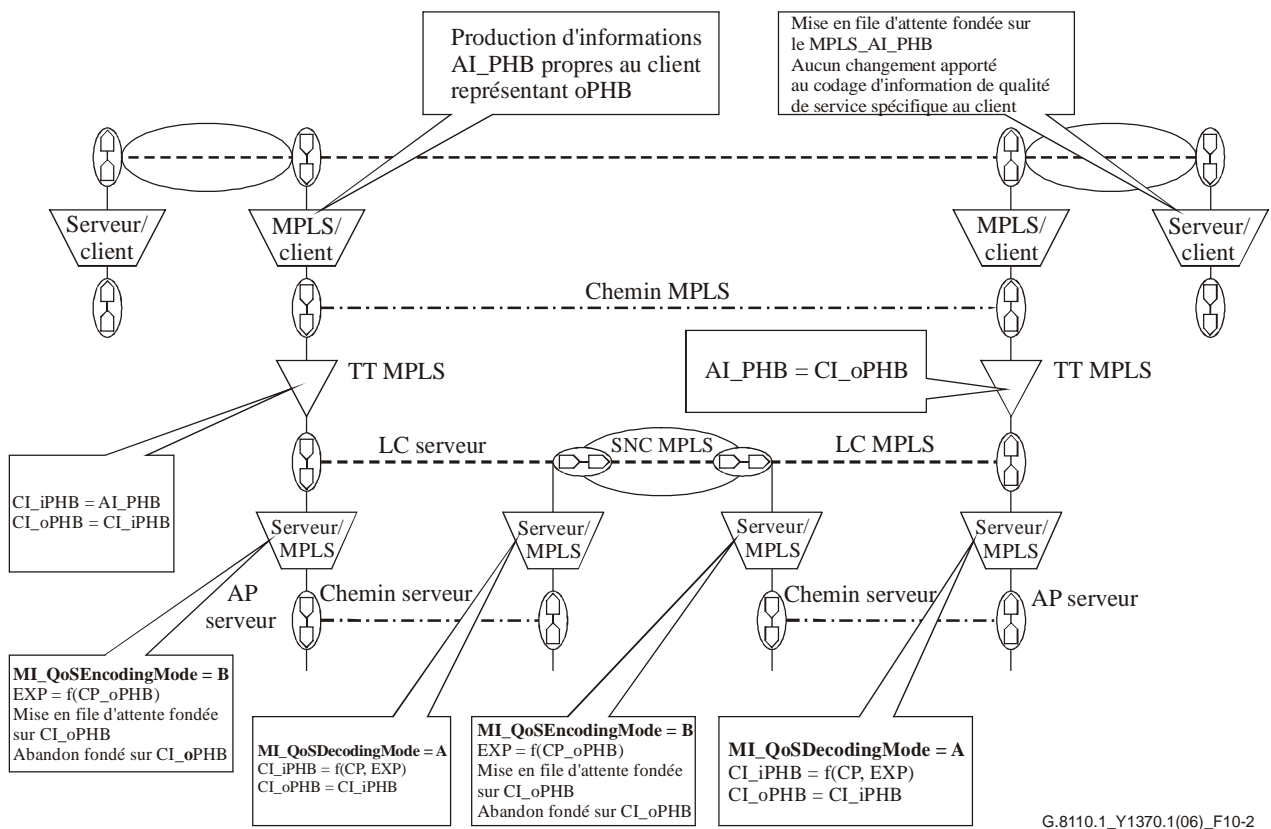 Production d'informations
AI_PHB propres au client
représentant oPHB
Mise en file d'attente fondée sur
le MPLS_AI_PHB
Aucun changement apporté
au codage d'information de qualité
de service spécifique au client
Serveur/
client
MPLS/
client
MPLS/
client
Serveur/
client
Chemin MPLS
TT MPLS
AI_PHB = CI_oPHB
TT MPLS
LC serveur
SNC MPLS
LC MPLS
CI_iPHB = AI_PHB
CI_oPHB = CI_iPHB
Serveur/
MPLS
Serveur/
MPLS
Serveur/
MPLS
Serveur/
MPLS
AP
serveur
Chemin serveur
Chemin serveur
AP serveur
MI_QoSEncodingMode = B
EXP = f(CP_oPHB)
Mise en file d'attente fondée
sur CI_oPHB
Abandon fondé sur CI_oPHB
MI_QoSDecodingMode = A
CI_iPHB = f(CP, EXP)
CI_oPHB = CI_iPHB
MI_QoSEncodingMode = B
EXP = f(CP_oPHB)
Mise en file d'attente fondée
sur CI_oPHB
Abandon fondé sur CI_oPHB
MI_QoSDecodingMode = A
CI_iPHB = f(CP, EXP)
CI_oPHB = CI_iPHB
G.8110.1_Y1370.1(06)_F10-2